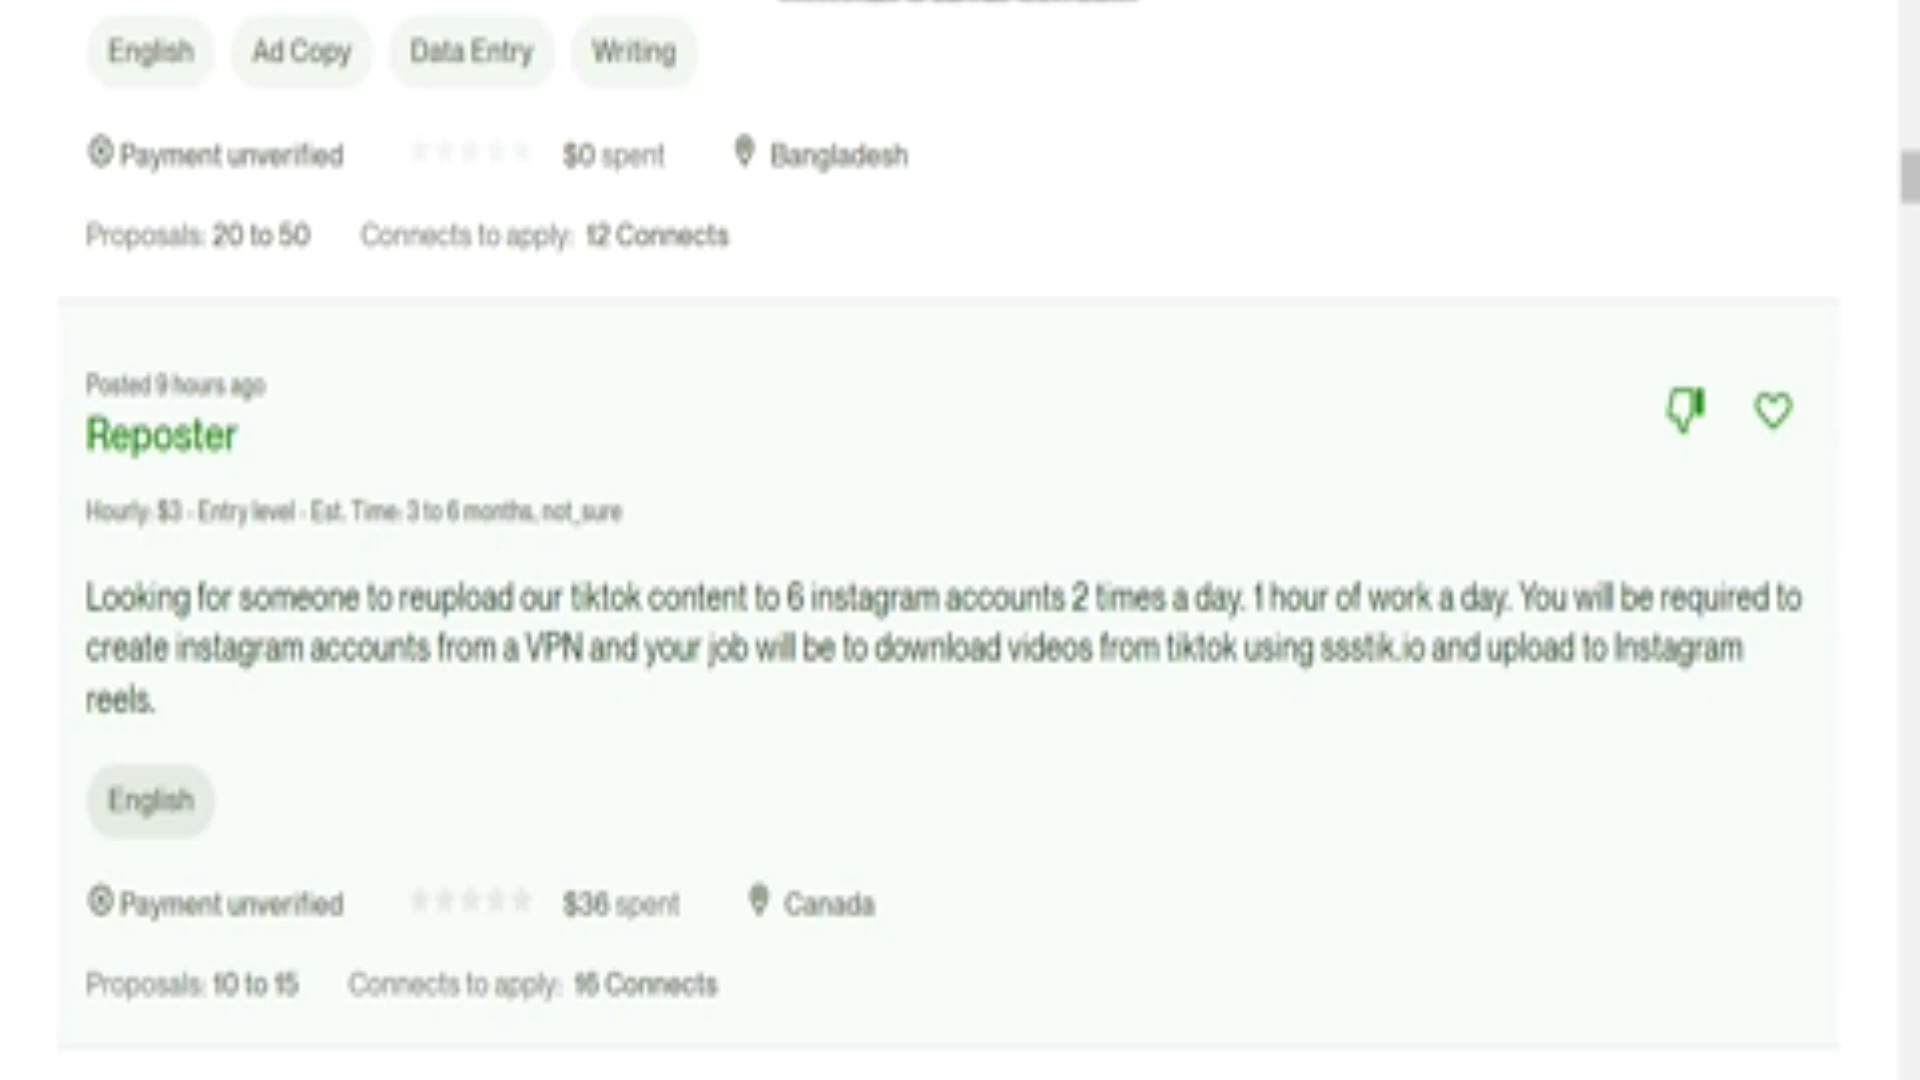 English Ad Copy Data Entry Writing
Payment unverified $0 spent Bangladesh
Proposals: 20 to 50 Connects to apply: 12 Connects
Posted 9 hours ago
Reposter
Hourly: $3 - Entry level - Est. Time: 3 to 6 months, not_sure
Looking for someone to reupload our tiktok content to 6 instagram accounts 2 times a day. 1 hour of work a day. You will be required to
create instagram accounts from a VPN and your job will be to download videos from tiktok using ssstik.io and upload to Instagram
reels.
English
Payment unverified $36 spent Canada
Proposals: 10 to 15 Connects to apply: 16 Connects